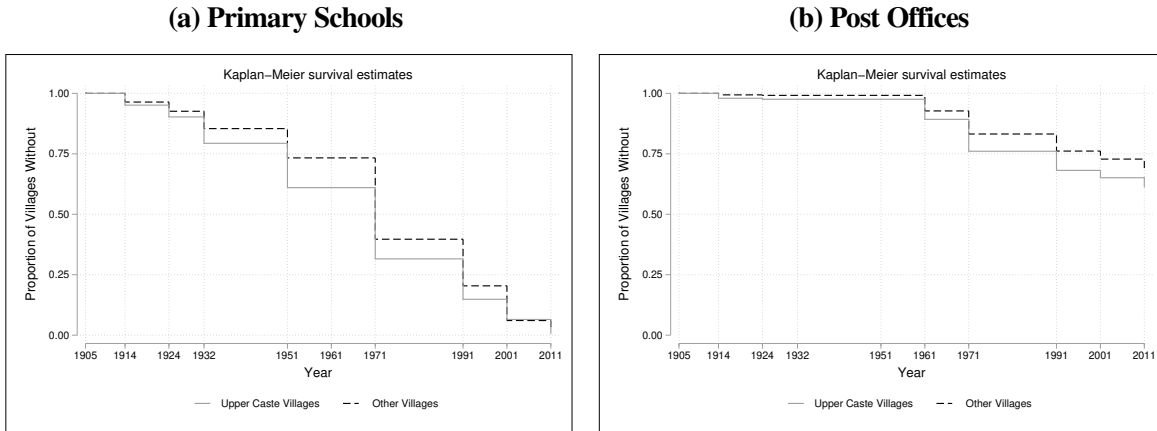 (a) Primary Schools
Kaplan−Meier survival estimates
Proportion of Villages Without
1.00
0.75
0.50
0.25
0.00
1905 1914 1924 1932 1951 1961 1971 1991 2001 2011
Year
Upper Caste Villages Other Villages
(b) Post Offices
Kaplan−Meier survival estimates
Proportion of Villages Without
1.00
0.75
0.50
0.25
0.00
1905 1914 1924 1932 1951 1961 1971 1991 2001 2011
Year
Upper Caste Villages Other Villages